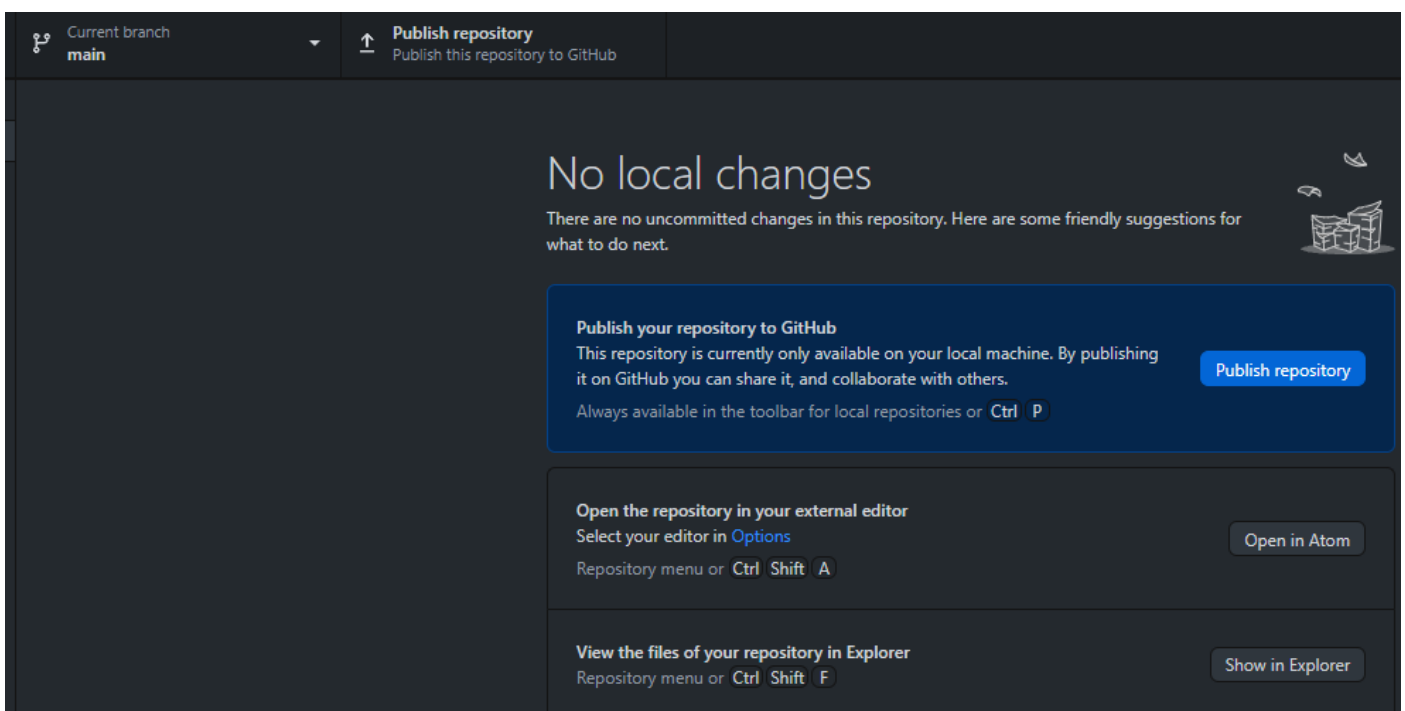 Current branch
main
Publish repository
Publish this repository to GitHub
No local changes
There are no uncommitted changes in this repository. Here are some friendly suggestions for
what to do next.
Publish your repository to GitHub
This repository is currently only available on your local machine. By publishing
it on GitHub you can share it, and collaborate with others.
Always available in the toolbar for local repositories or Ctrl P
Publish repository
Open the repository in your external editor
Select your editor in Options
Repository menu or Ctrl Shift A
Open in Atom
View the files of your repository in Explorer
Repository menu or Ctrl Shift F
Show in Explorer